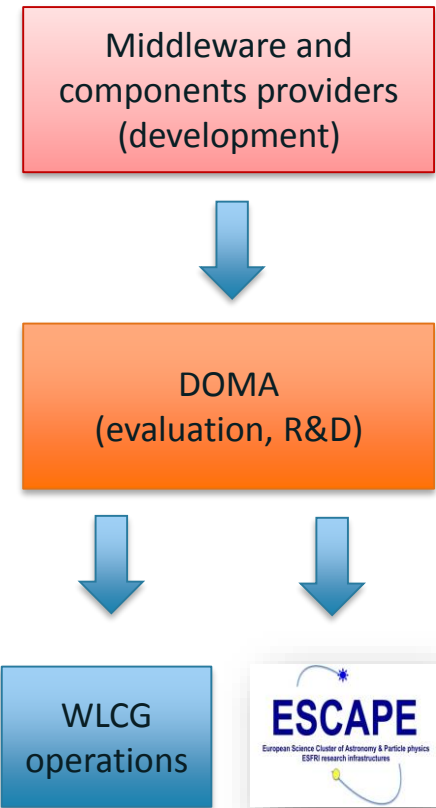 Middleware and
components providers
(development)
DOMA
(evaluation, R&D)
WLCG
operations
ESCAPE
European Science Cluster of Astronomy & Particle physics
ESFRI research infrastructures